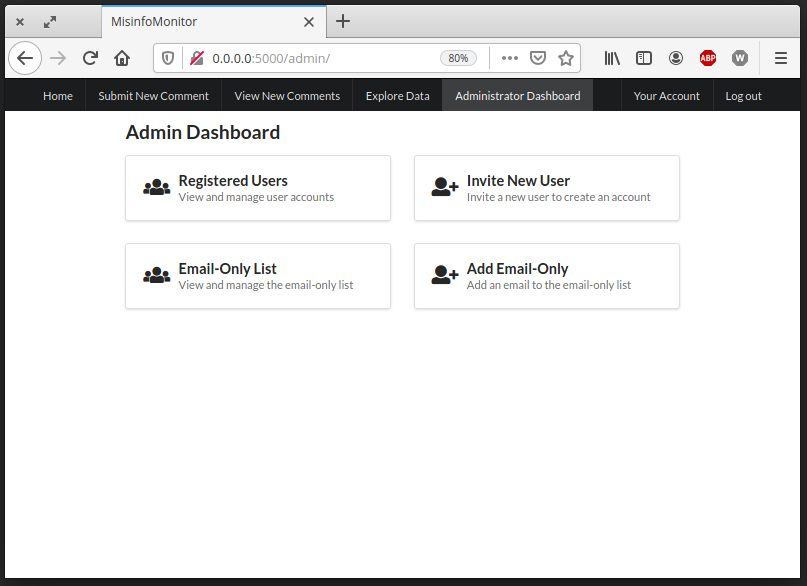 MisinfoMonitor
0.0.0.0:5000/admin/
80%
ABP
W
Home
Submit New Comment
View New Comments
Explore Data
Administrator Dashboard
Your Account
Log out
Admin Dashboard
Registered Users
View and manage user accounts
Invite New User
Invite a new user to create an account
Email-Only List
View and manage the email-only list
Add Email-Only
Add an email to the email-only list